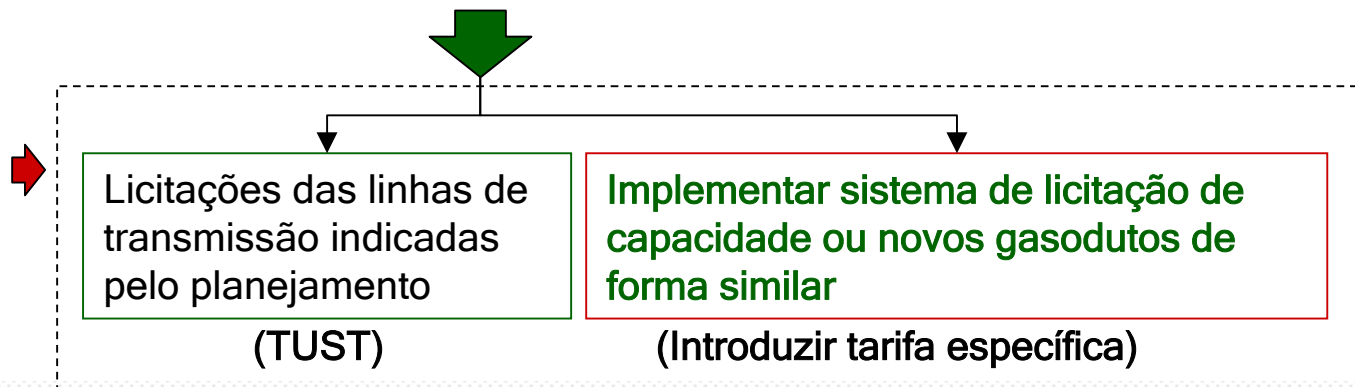 Licitações das linhas de
transmissão indicadas
pelo planejamento
(TUST)
Implementar sistema de licitação de
capacidade ou novos gasodutos de
forma similar
(Introduzir tarifa específica)